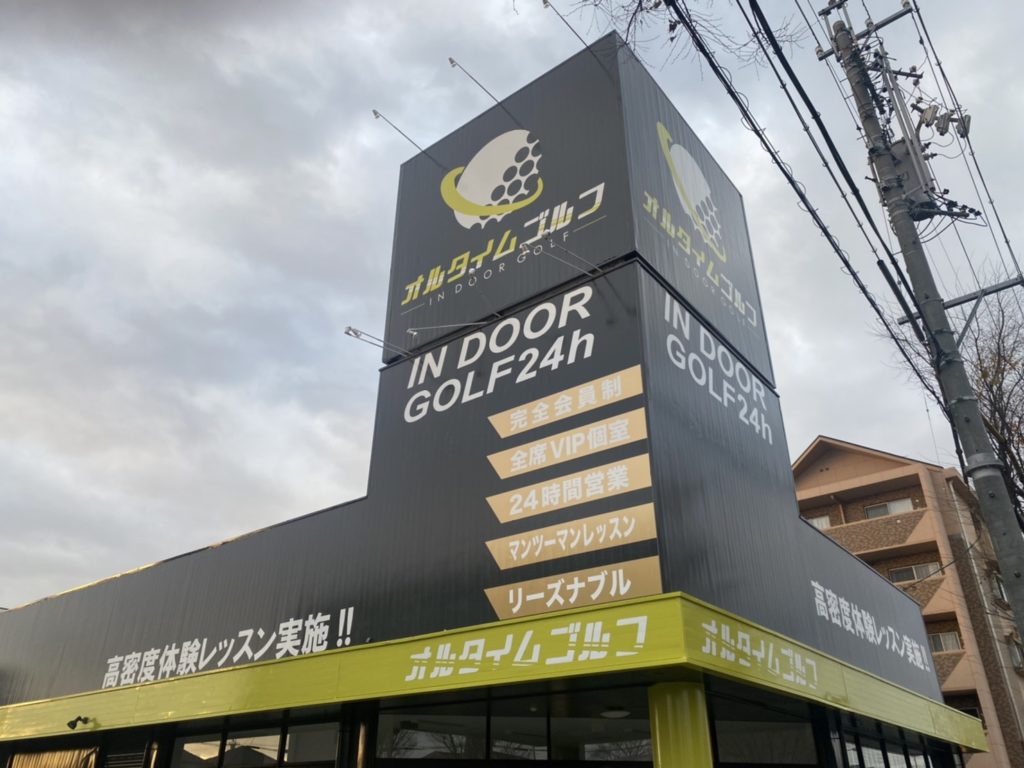 オルタイムゴルフ
IN DOOR GOLF
オルタイムゴルフ
IN DOOR GOLF
IN DOOR
GOLF24h
IN DOOR
GOLF24h
完全会員制
全席VIP個室
24時間営業
マンツーマンレッスン
リーズナブル
高密度体験レッスン実施!!
高密度体験レッスン実施!!
オルタイムゴルフ
オルタイムゴルフ